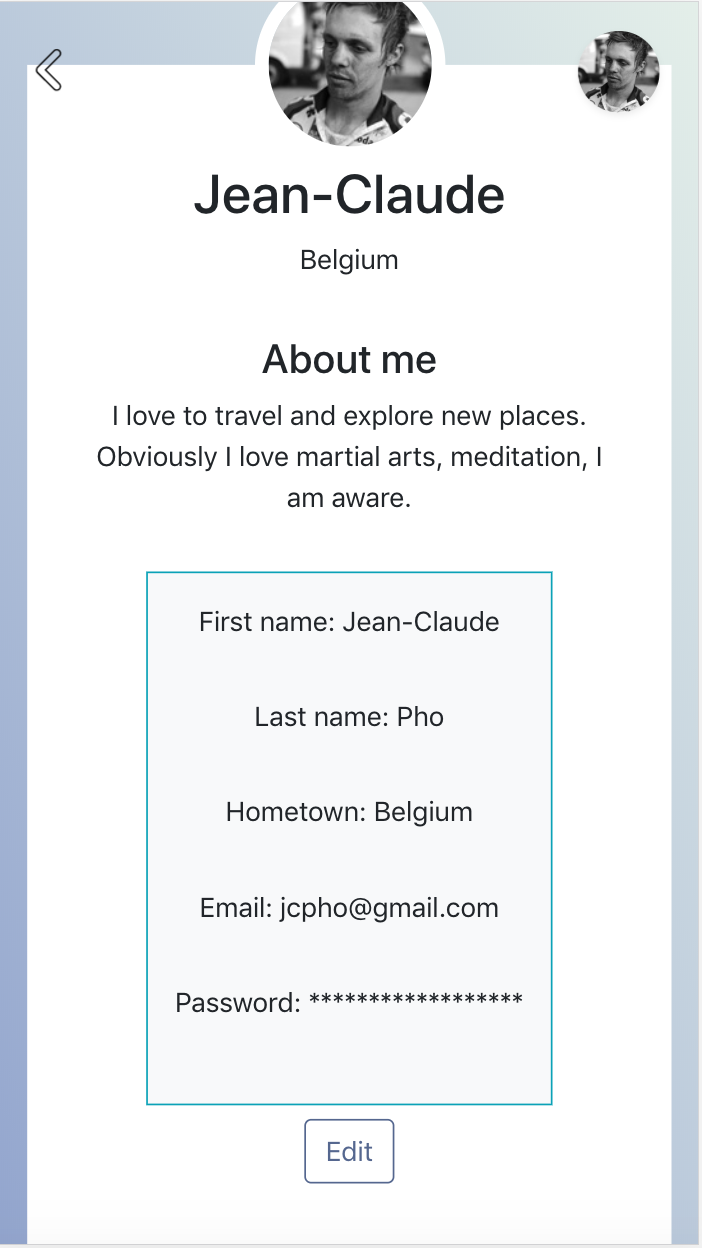 Jean-Claude
Belgium
About me
I love to travel and explore new places.
Obviously I love martial arts, meditation, I
am aware.
First name: Jean-Claude
Last name: Pho
Hometown: Belgium
Email: jcpho@gmail.com
Password: ******************
Edit